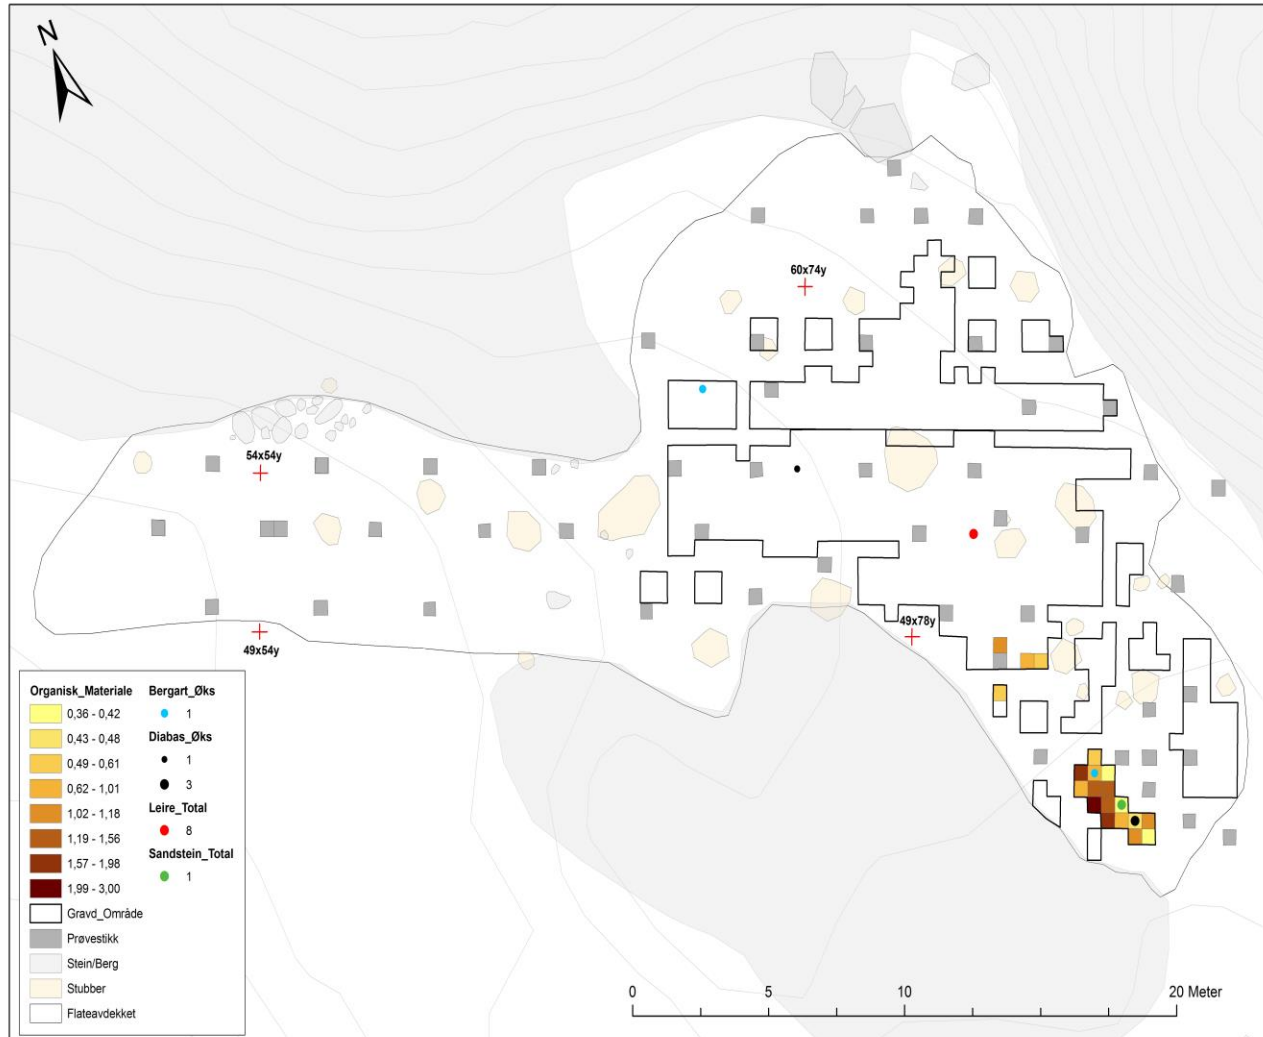 N
60x74y
54x54y
49x54y
49x78y
Organisk_Materiale
0,36 - 0,42
0,43 - 0,48
0,49 - 0,61
0,62 - 1,01
1,02 - 1,18
1,19 - 1,56
1,57 - 1,98
1,99 - 3,00
Gravd_Område
Prøvestikk
Stein/Berg
Stubber
Flateavdekket
Bergart_Øks
1
Diabas_Øks
1
3
Leire_Total
8
Sandstein_Total
1
0 5 10 20 Meter